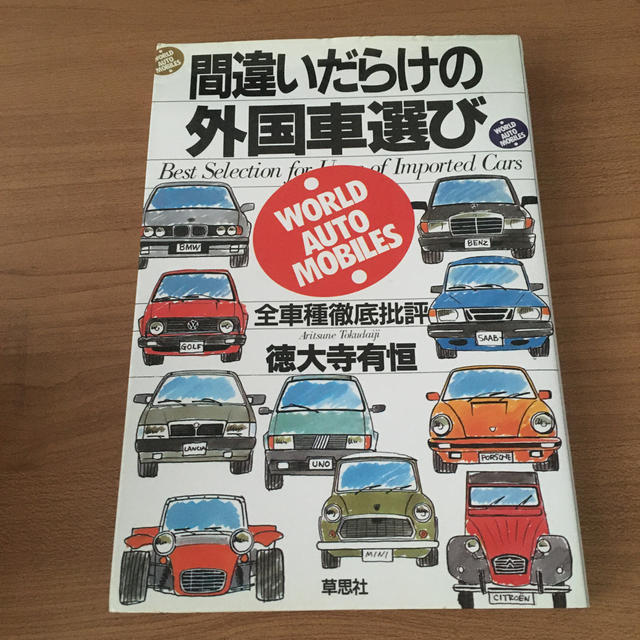 WORLD
AUTO
MOBILES
間違いだらけの
外国車選び
WORLD
AUTO
MOBILES
Best Selection for of Imported Cars
WORLD
AUTO
MOBILES
BMW
BENZ
全車種徹底批評
Aritsune Tokudaiji
徳大寺有恒
GOLF
SAAB
LANCIA
UNO
PORSCHE
MINI
CITROËN
草思社